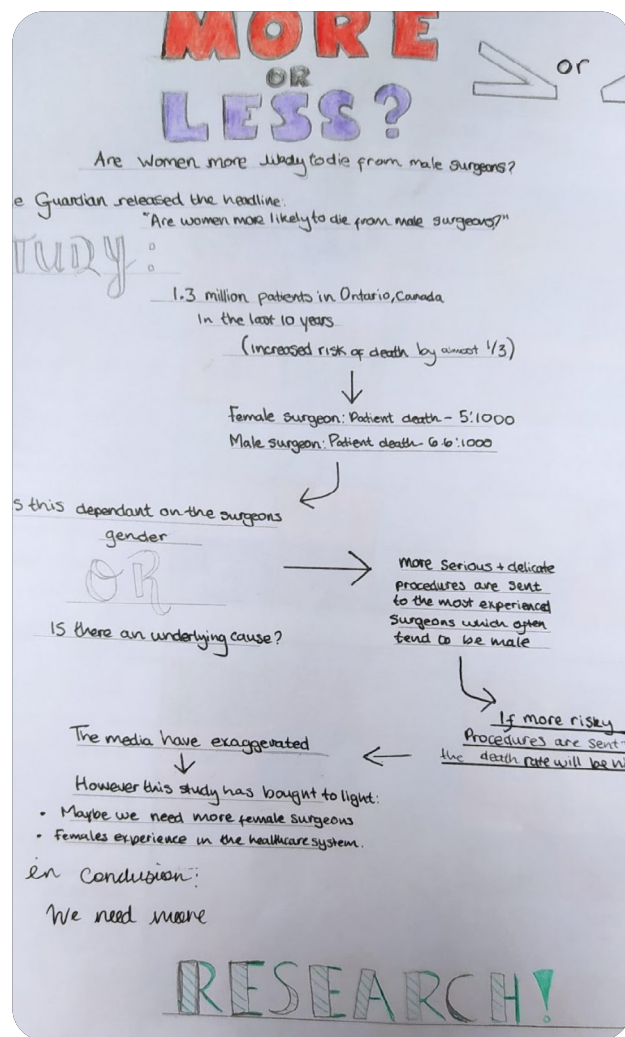 MORE
OR
LESS?
or
Are women more likely to die from male surgeons?
e Guardian released the headline:
"Are women more likely to die from male surgeons?"
TUDY:
1.3 million patients in Ontario, Canada
In the last 10 years
(increased risk of death by almost 1/3)
Female surgeon: Patient death - 5:1000
Male surgeon: Patient death - 6.6:1000
s this dependant on the surgeons
gender
OR
Is there an underlying cause?
more serious + delicate
procedures are sent
to the most experienced
surgeons which often
tend to be male
If more risky
Procedures are sent
the death rate will be hi
The media have exaggerated
However this study has bought to light:
• Maybe we need more female surgeons
• Females experience in the healthcare system.
in conclusion:
We need more
RESEARCH!